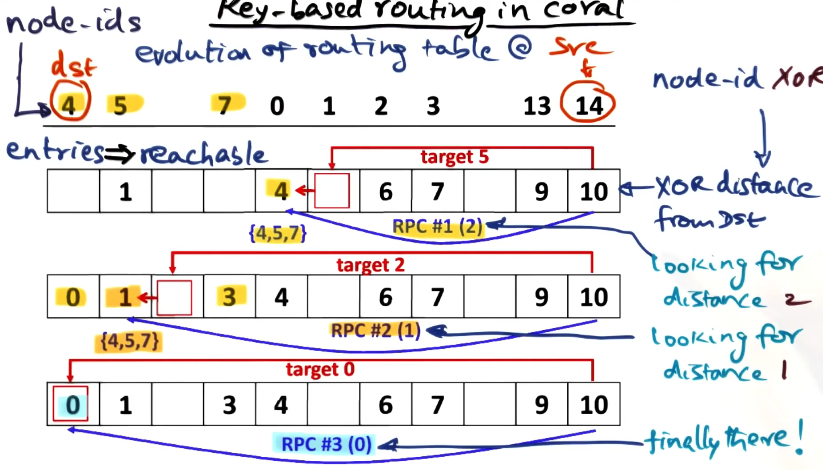 Key-based routing in coral
node-ids
evolution of routing table @ src
dst
node-id XOR
4 5 7 0 1 2 3 13 14
entries ⇒ reachable
target 5
1 4 6 7 9 10
XOR distance
from Dst
{4,5,7}
RPC #1 (2)
looking for
distance 2
target 2
0 1 3 4 6 7 9 10
{4,5,7}
RPC #2 (1)
looking for
distance 1
target 0
0 1 3 4 6 7 9 10
RPC #3 (0)
finally there!